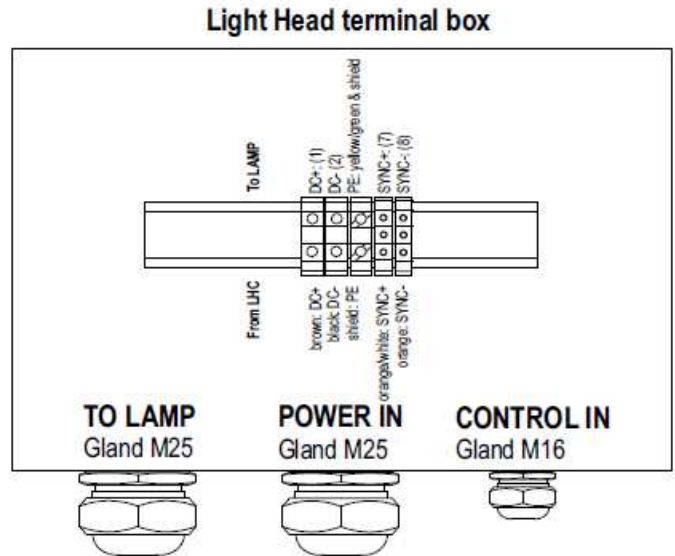 Light Head terminal box
To LAMP
DC+: (1)
DC- (2)
PE: yellow/green & shield
SYNC+: (7)
SYNC-: (8)
From LHC
brown: DC+
black: DC-
shield: PE
orange/white: SYNC+
orange: SYNC-
TO LAMP
Gland M25
POWER IN
Gland M25
CONTROL IN
Gland M16